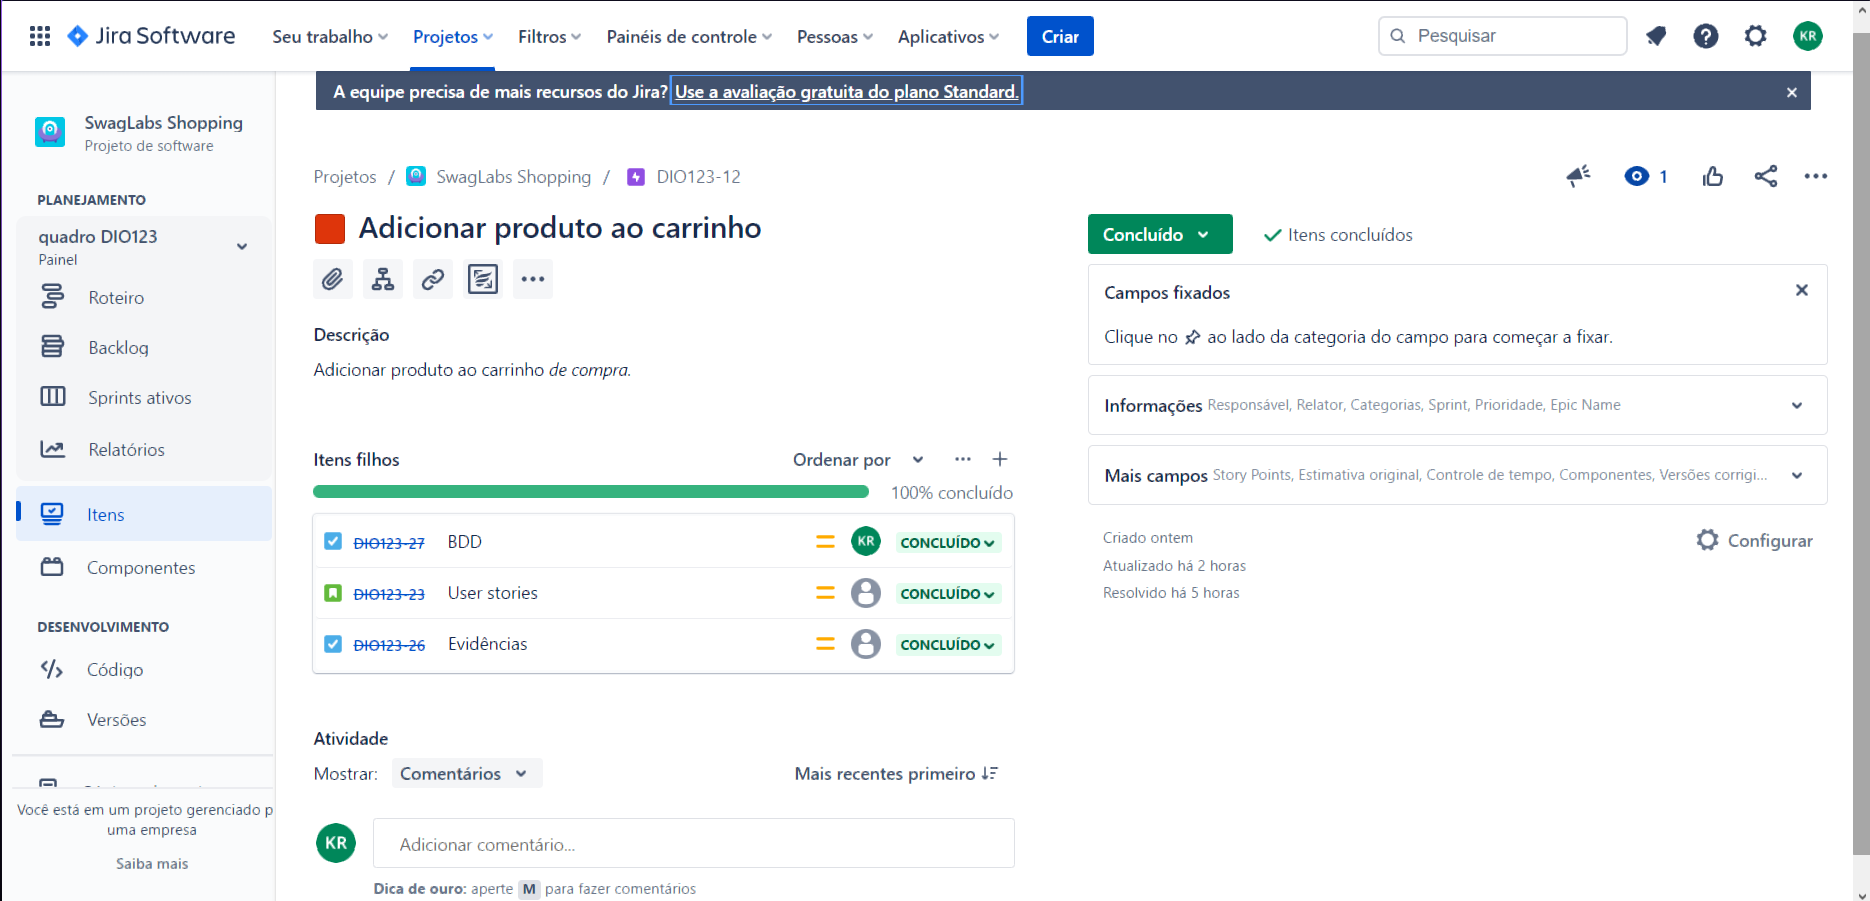 Jira Software Seu trabalho Projetos Filtros Painéis de controle Pessoas Aplicativos Criar Pesquisar KR
A equipe precisa de mais recursos do Jira? Use a avaliação gratuita do plano Standard.
SwagLabs Shopping
Projeto de software
PLANEJAMENTO
quadro DIO123
Painel
Roteiro
Backlog
Sprints ativos
Relatórios
Itens
Componentes
DESENVOLVIMENTO
Código
Versões
Você está em um projeto gerenciado p
uma empresa
Saiba mais
Projetos / SwagLabs Shopping / DIO123-12
1
Adicionar produto ao carrinho
Descrição
Adicionar produto ao carrinho de compra.
Itens filhos Ordenar por
100% concluído
DIO123-27 BDD KR CONCLUÍDO
DIO123-23 User stories CONCLUÍDO
DIO123-26 Evidências CONCLUÍDO
Atividade
Mostrar: Comentários Mais recentes primeiro
KR Adicionar comentário...
Dica de ouro: aperte M para fazer comentários
Concluído Itens concluídos
Campos fixados
Clique no ao lado da categoria do campo para começar a fixar.
Informações Responsável, Relator, Categorias, Sprint, Prioridade, Epic Name
Mais campos Story Points, Estimativa original, Controle de tempo, Componentes, Versões corrigi...
Criado ontem Configurar
Atualizado há 2 horas
Resolvido há 5 horas